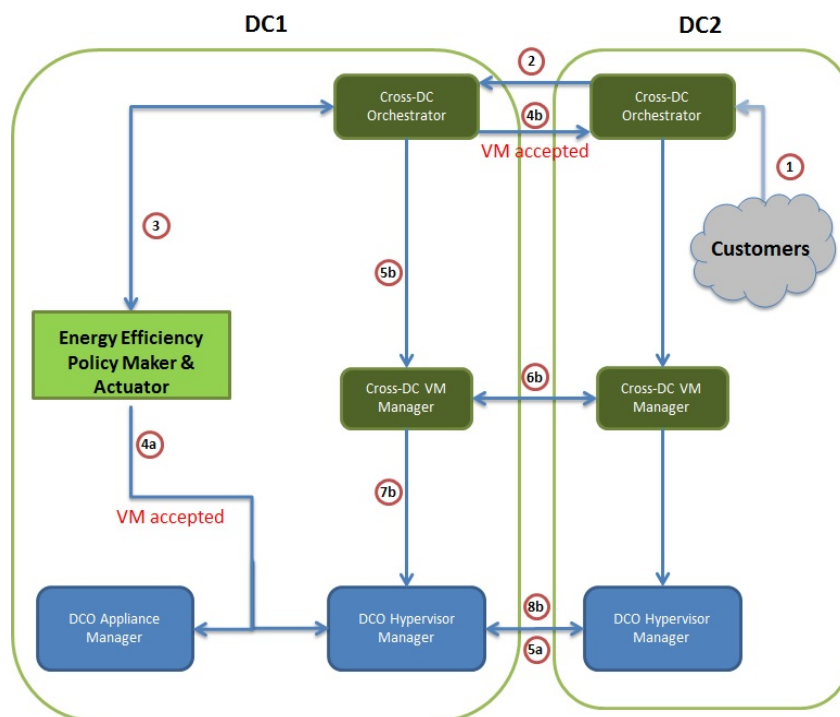 DC1
DC2
2
Cross-DC
Orchestrator
Cross-DC
Orchestrator
4b
VM accepted
1
Customers
3
5b
Energy Efficiency
Policy Maker &
Actuator
Cross-DC VM
Manager
6b
Cross-DC VM
Manager
4a
VM accepted
7b
DCO Appliance
Manager
DCO Hypervisor
Manager
8b
5a
DCO Hypervisor
Manager